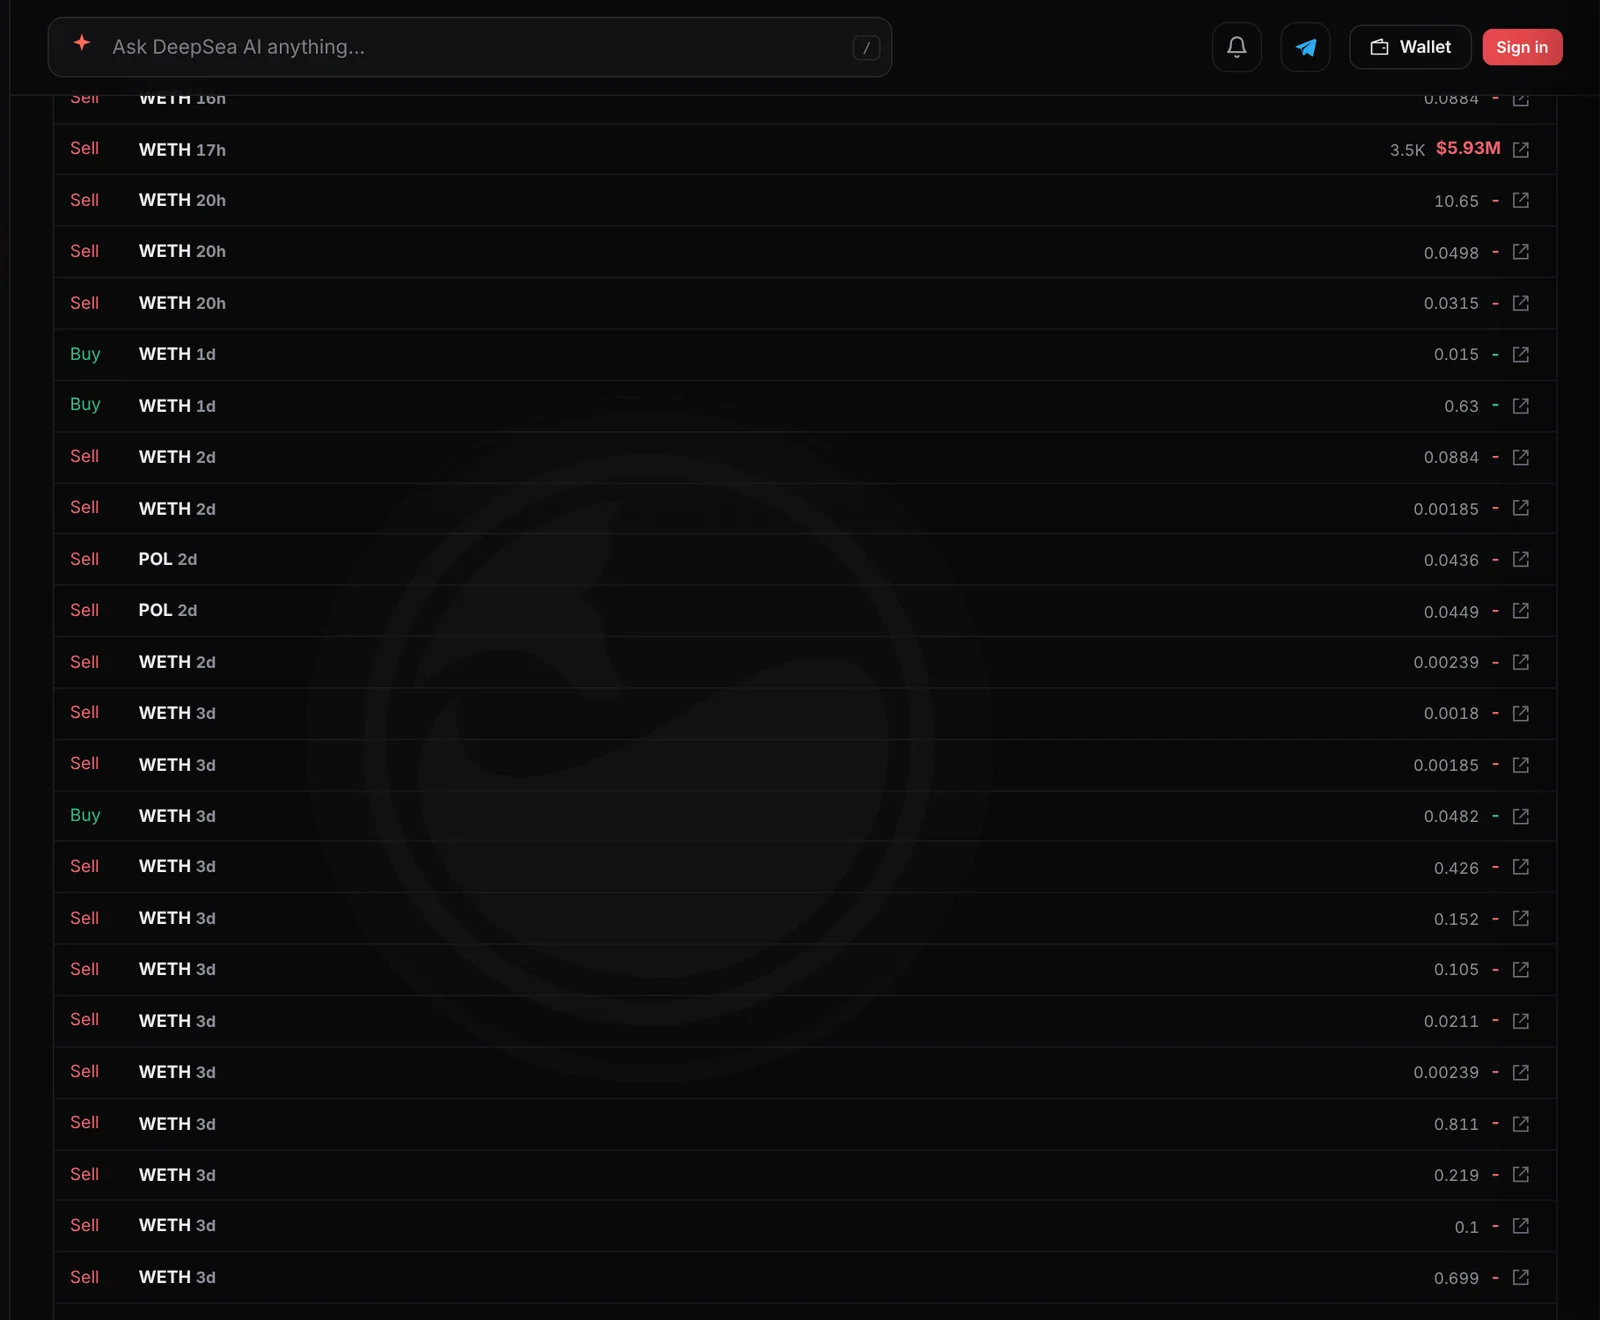 Ask DeepSea AI anything... / Wallet Sign in
Sell WETH 16h 0.0884 -
Sell WETH 17h 3.5K $5.93M
Sell WETH 20h 10.65 -
Sell WETH 20h 0.0498 -
Sell WETH 20h 0.0315 -
Buy WETH 1d 0.015 -
Buy WETH 1d 0.63 -
Sell WETH 2d 0.0884 -
Sell WETH 2d 0.00185 -
Sell POL 2d 0.0436 -
Sell POL 2d 0.0449 -
Sell WETH 2d 0.00239 -
Sell WETH 3d 0.0018 -
Sell WETH 3d 0.00185 -
Buy WETH 3d 0.0482 -
Sell WETH 3d 0.426 -
Sell WETH 3d 0.152 -
Sell WETH 3d 0.105 -
Sell WETH 3d 0.0211 -
Sell WETH 3d 0.00239 -
Sell WETH 3d 0.811 -
Sell WETH 3d 0.219 -
Sell WETH 3d 0.1 -
Sell WETH 3d 0.699 -